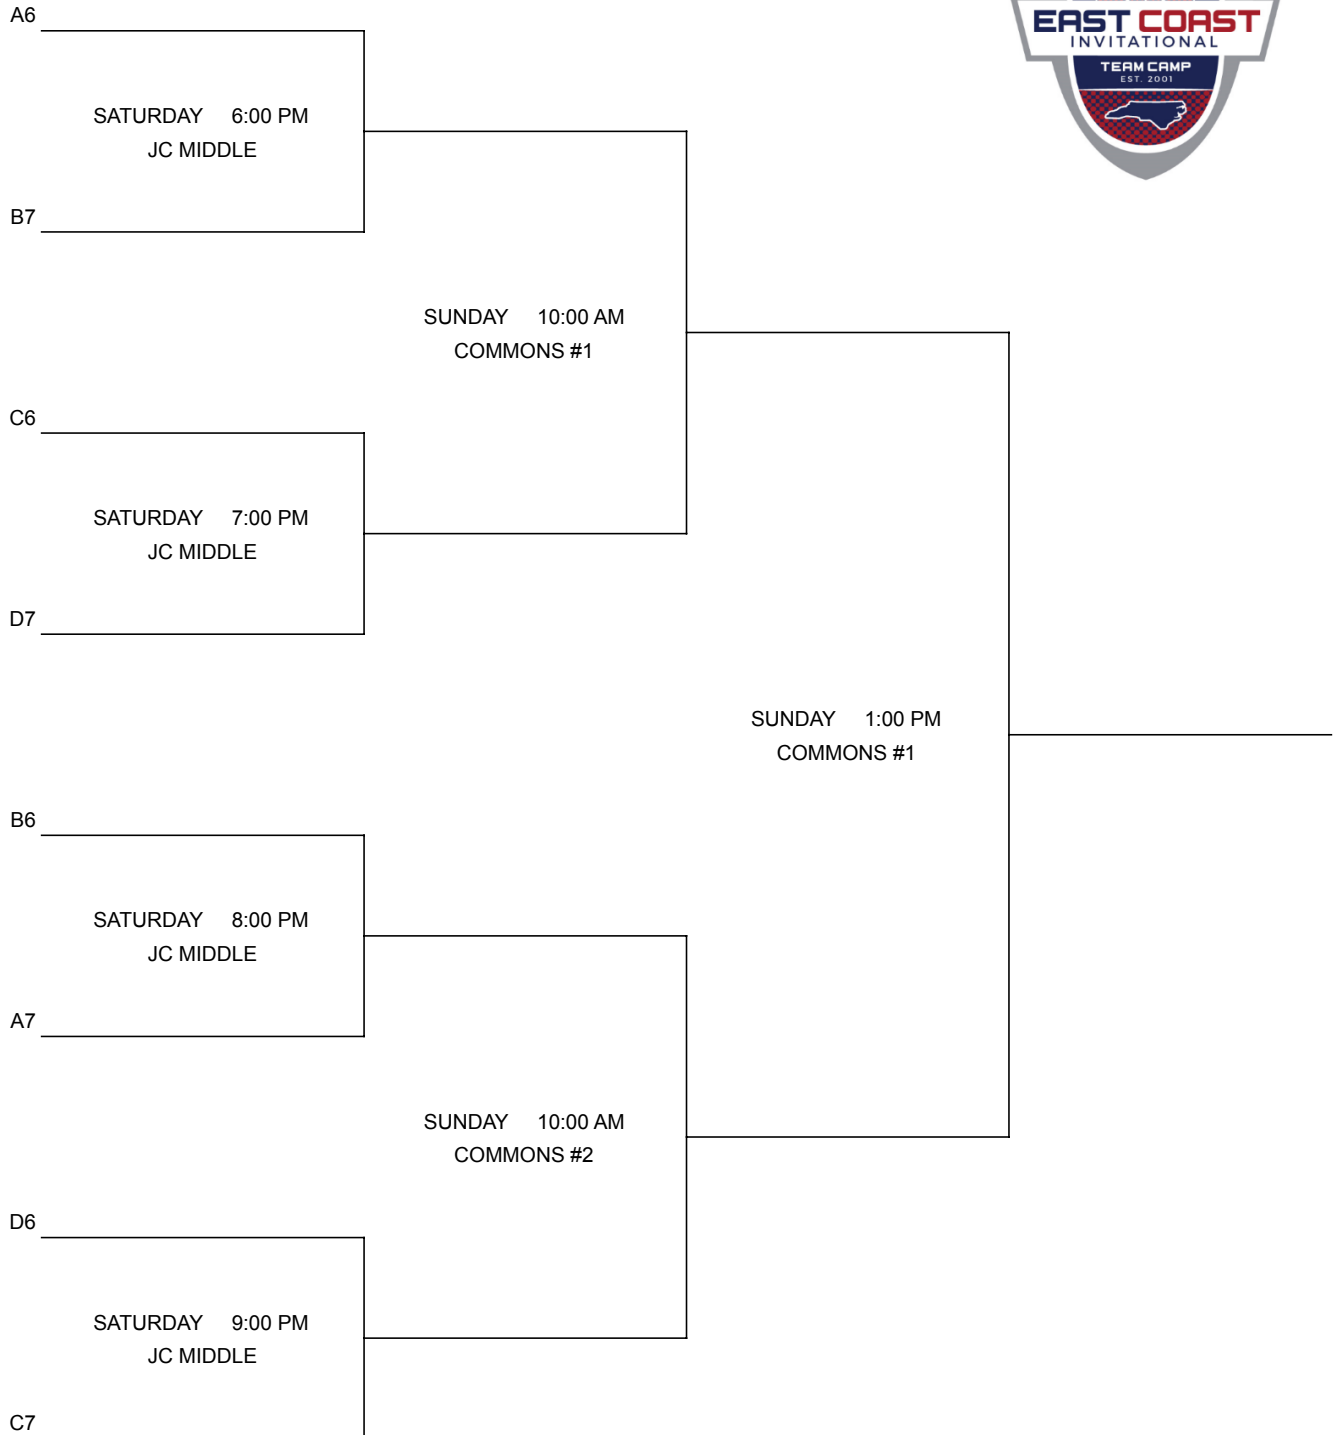 A6
EAST COAST
INVITATIONAL
TEAM CAMP
EST. 2001
SATURDAY 6:00 PM
JC MIDDLE
B7
SUNDAY 10:00 AM
COMMONS #1
C6
SATURDAY 7:00 PM
JC MIDDLE
D7
SUNDAY 1:00 PM
COMMONS #1
B6
SATURDAY 8:00 PM
JC MIDDLE
A7
SUNDAY 10:00 AM
COMMONS #2
D6
SATURDAY 9:00 PM
JC MIDDLE
C7